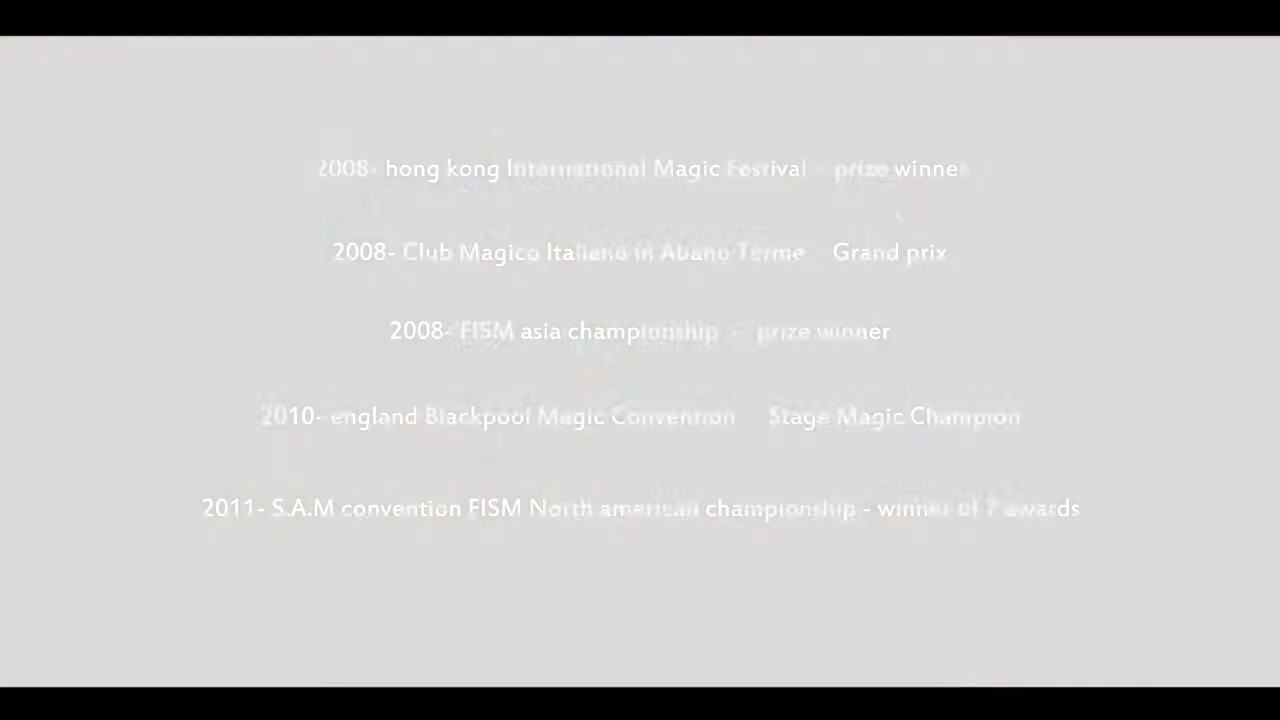 2008- hong kong International Magic Festival - prize winner
2008- Club Magico Italiano in Abano Terme - Grand prix
2008- FISM asia championship - prize winner
2010- england Blackpool Magic Convention Stage Magic Champion
2011- S.A.M convention FISM North american championship - winner of 7 awards